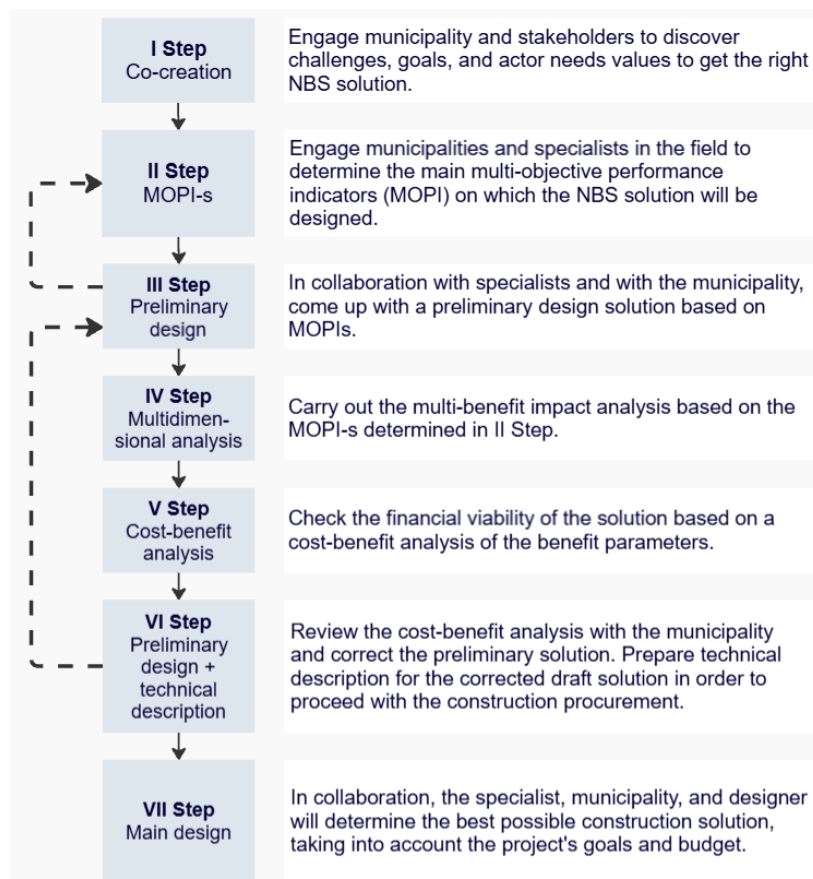 I Step
Co-creation
Engage municipality and stakeholders to discover
challenges, goals, and actor needs values to get the right
NBS solution.
II Step
MOPI-s
Engage municipalities and specialists in the field to
determine the main multi-objective performance
indicators (MOPI) on which the NBS solution will be
designed.
III Step
Preliminary
design
In collaboration with specialists and with the municipality,
come up with a preliminary design solution based on
MOPIs.
IV Step
Multidimen-
sional analysis
Carry out the multi-benefit impact analysis based on the
MOPI-s determined in II Step.
V Step
Cost-benefit
analysis
Check the financial viability of the solution based on a
cost-benefit analysis of the benefit parameters.
VI Step
Preliminary
design +
technical
description
Review the cost-benefit analysis with the municipality
and correct the preliminary solution. Prepare technical
description for the corrected draft solution in order to
proceed with the construction procurement.
VII Step
Main design
In collaboration, the specialist, municipality, and designer
will determine the best possible construction solution,
taking into account the project's goals and budget.